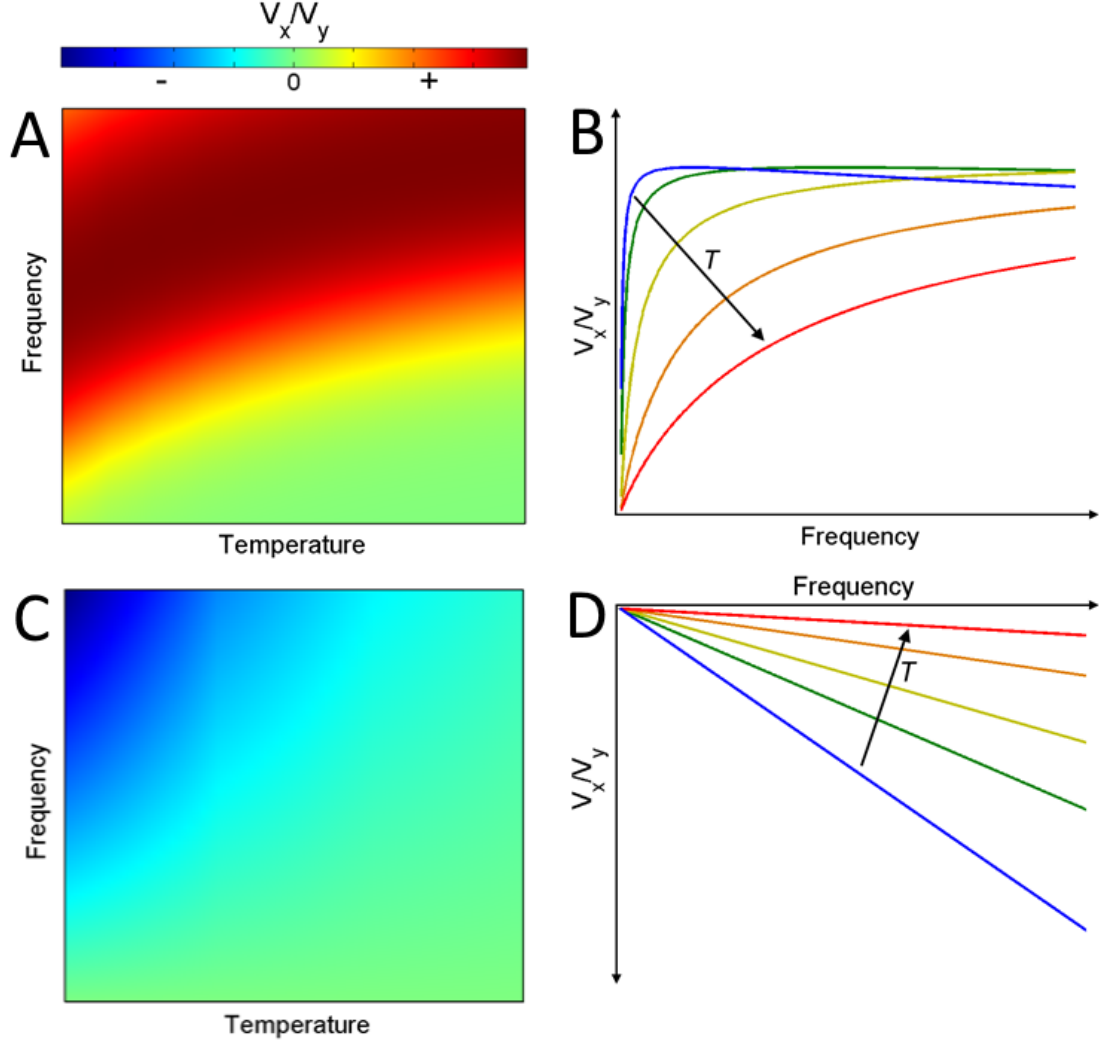 Vx/Vy
- 0 +
A
Frequency
Temperature
B
T
Vx/Vy
Frequency
C
Frequency
Temperature
D
Frequency
T
Vx/Vy